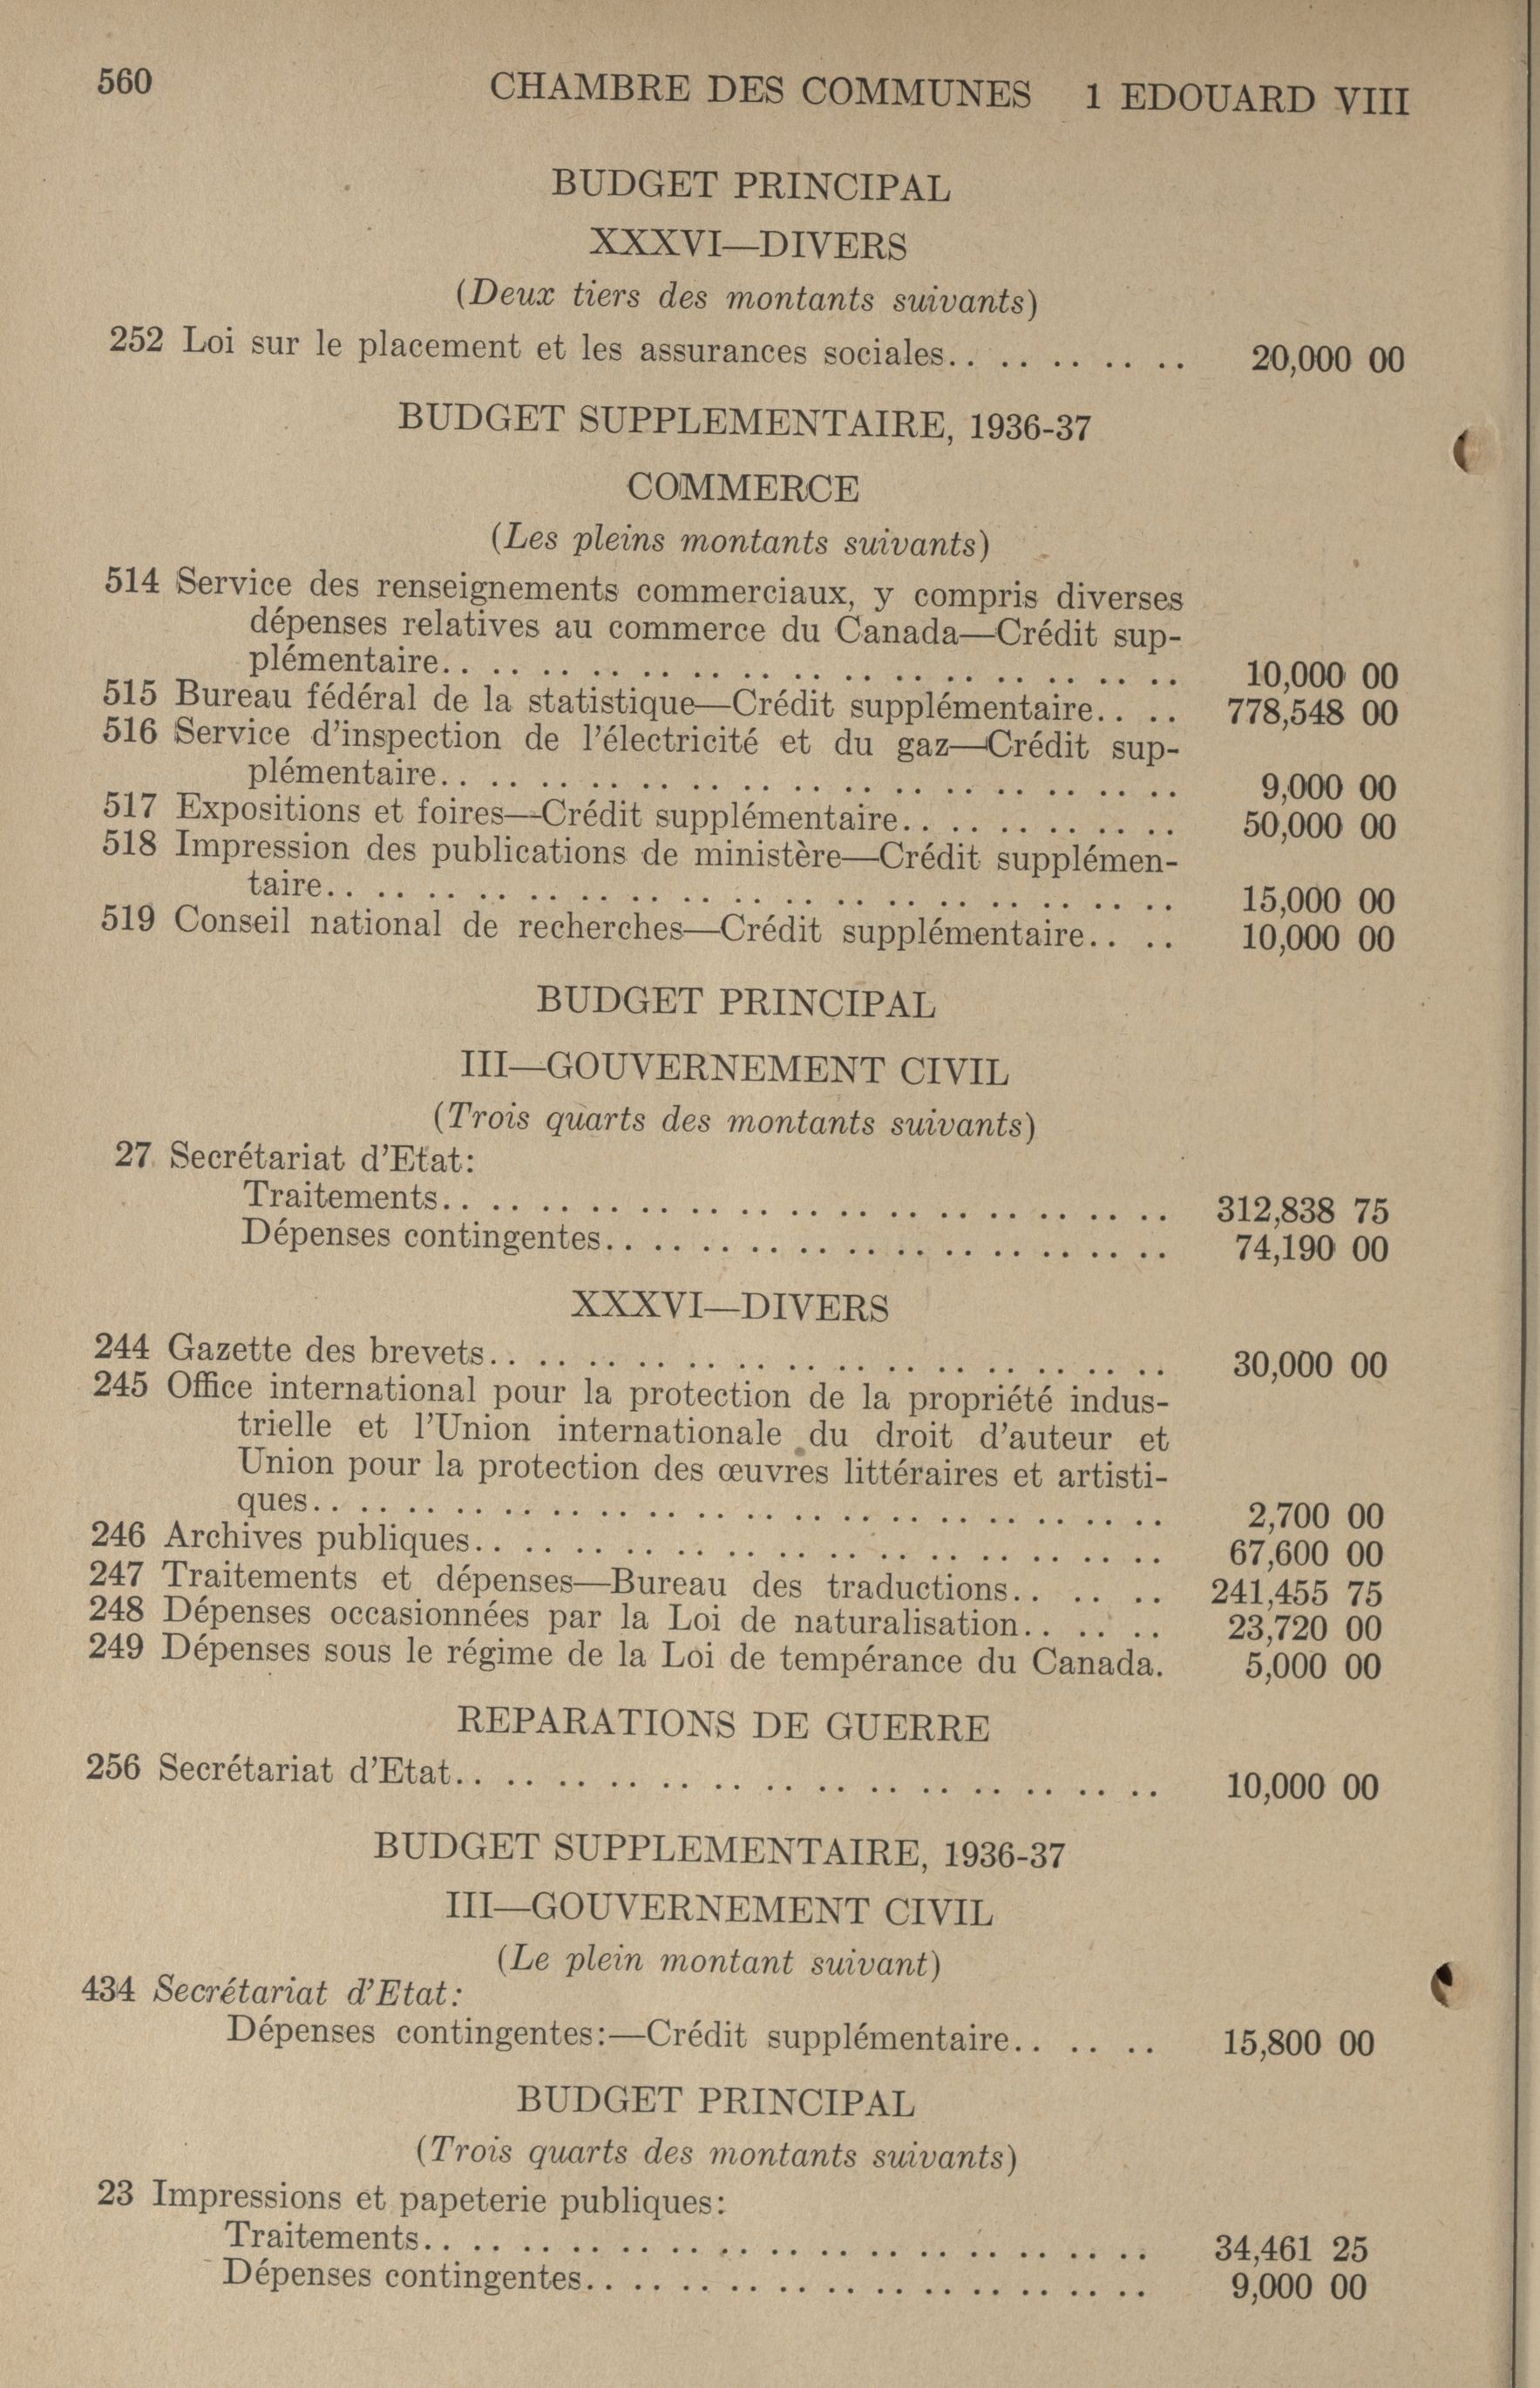 560 CHAMBRE DES COMMUNES 1 EDOUARD VIII
BUDGET PRINCIPAL
XXXVI—DIVERS
(Deux tiers des montants suivants)
252 Loi sur le placement et les assurances sociales.. .. .. .. .. 20,000 00
BUDGET SUPPLEMENTAIRE, 1936-37
COMMERCE
(Les pleins montants suivants)
514 Service des renseignements commerciaux, y compris diverses
dépenses relatives au commerce du Canada—Crédit sup-
plémentaire.. .. .. .. .. .. .. .. .. .. .. .. .. .. .. 10,000 00
515 Bureau fédéral de la statistique—Crédit supplémentaire.. .. 778,548 00
516 Service d'inspection de l'électricité et du gaz—Crédit sup-
plémentaire.. .. .. .. .. .. .. .. .. .. .. .. .. .. .. 9,000 00
517 Expositions et foires—Crédit supplémentaire.. .. .. .. .. .. 50,000 00
518 Impression des publications de ministère—Crédit supplémen-
taire.. .. .. .. .. .. .. .. .. .. .. .. .. .. .. .. .. 15,000 00
519 Conseil national de recherches—Crédit supplémentaire.. .. 10,000 00
BUDGET PRINCIPAL
III—GOUVERNEMENT CIVIL
(Trois quarts des montants suivants)
27 Secrétariat d'Etat:
Traitements.. .. .. .. .. .. .. .. .. .. .. .. .. .. .. 312,838 75
Dépenses contingentes.. .. .. .. .. .. .. .. .. .. .. .. 74,190 00
XXXVI—DIVERS
244 Gazette des brevets.. .. .. .. .. .. .. .. .. .. .. .. .. .. 30,000 00
245 Office international pour la protection de la propriété indus-
trielle et l'Union internationale du droit d'auteur et
Union pour la protection des œuvres littéraires et artisti-
ques.. .. .. .. .. .. .. .. .. .. .. .. .. .. .. .. .. .. 2,700 00
246 Archives publiques.. .. .. .. .. .. .. .. .. .. .. .. .. .. 67,600 00
247 Traitements et dépenses—Bureau des traductions.. .. .. 241,455 75
248 Dépenses occasionnées par la Loi de naturalisation.. .. .. 23,720 00
249 Dépenses sous le régime de la Loi de tempérance du Canada. 5,000 00
REPARATIONS DE GUERRE
256 Secrétariat d'Etat.. .. .. .. .. .. .. .. .. .. .. .. .. .. 10,000 00
BUDGET SUPPLEMENTAIRE, 1936-37
III—GOUVERNEMENT CIVIL
(Le plein montant suivant)
434 Secrétariat d'Etat:
Dépenses contingentes:—Crédit supplémentaire.. .. .. 15,800 00
BUDGET PRINCIPAL
(Trois quarts des montants suivants)
23 Impressions et papeterie publiques:
Traitements.. .. .. .. .. .. .. .. .. .. .. .. .. .. .. 34,461 25
Dépenses contingentes.. .. .. .. .. .. .. .. .. .. .. .. 9,000 00